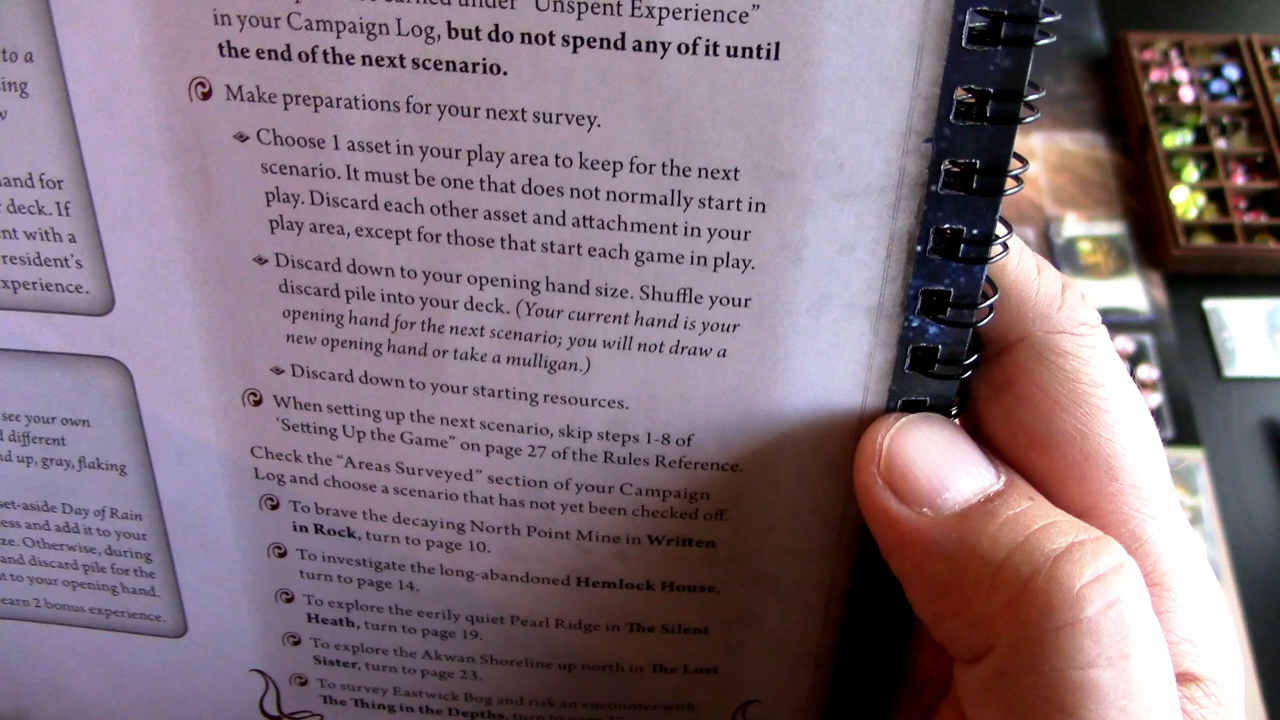 to a
ing
hand for
deck. If
nt with a
resident's
xperience.
see your own
different
nd up, gray, flaking
set-aside Day of Rain
ess and add it to your
ze. Otherwise, during
and discard pile for the
t to your opening hand.
earn 2 bonus experience.
earned under "Unspent Experience"
in your Campaign Log, but do not spend any of it until
the end of the next scenario.
Make preparations for your next survey.
Choose 1 asset in your play area to keep for the next
scenario. It must be one that does not normally start in
play. Discard each other asset and attachment in your
play area, except for those that start each game in play.
Discard down to your opening hand size. Shuffle your
discard pile into your deck. (Your current hand is your
opening hand for the next scenario; you will not draw a
new opening hand or take a mulligan.)
Discard down to your starting resources.
When setting up the next scenario, skip steps 1-8 of
'Setting Up the Game" on page 27 of the Rules Reference.
Check the "Areas Surveyed" section of your Campaign
Log and choose a scenario that has not yet been checked off.
To brave the decaying North Point Mine in Written
in Rock, turn to page 10.
To investigate the long-abandoned Hemlock House,
turn to page 14.
To explore the eerily quiet Pearl Ridge in The Silent
Heath, turn to page 19.
To explore the Akwan Shoreline up north in The Lost
Sister, turn to page 23.
To survey Eastwick Bog and risk an encounter with
The Thing in the Depths, turn to page